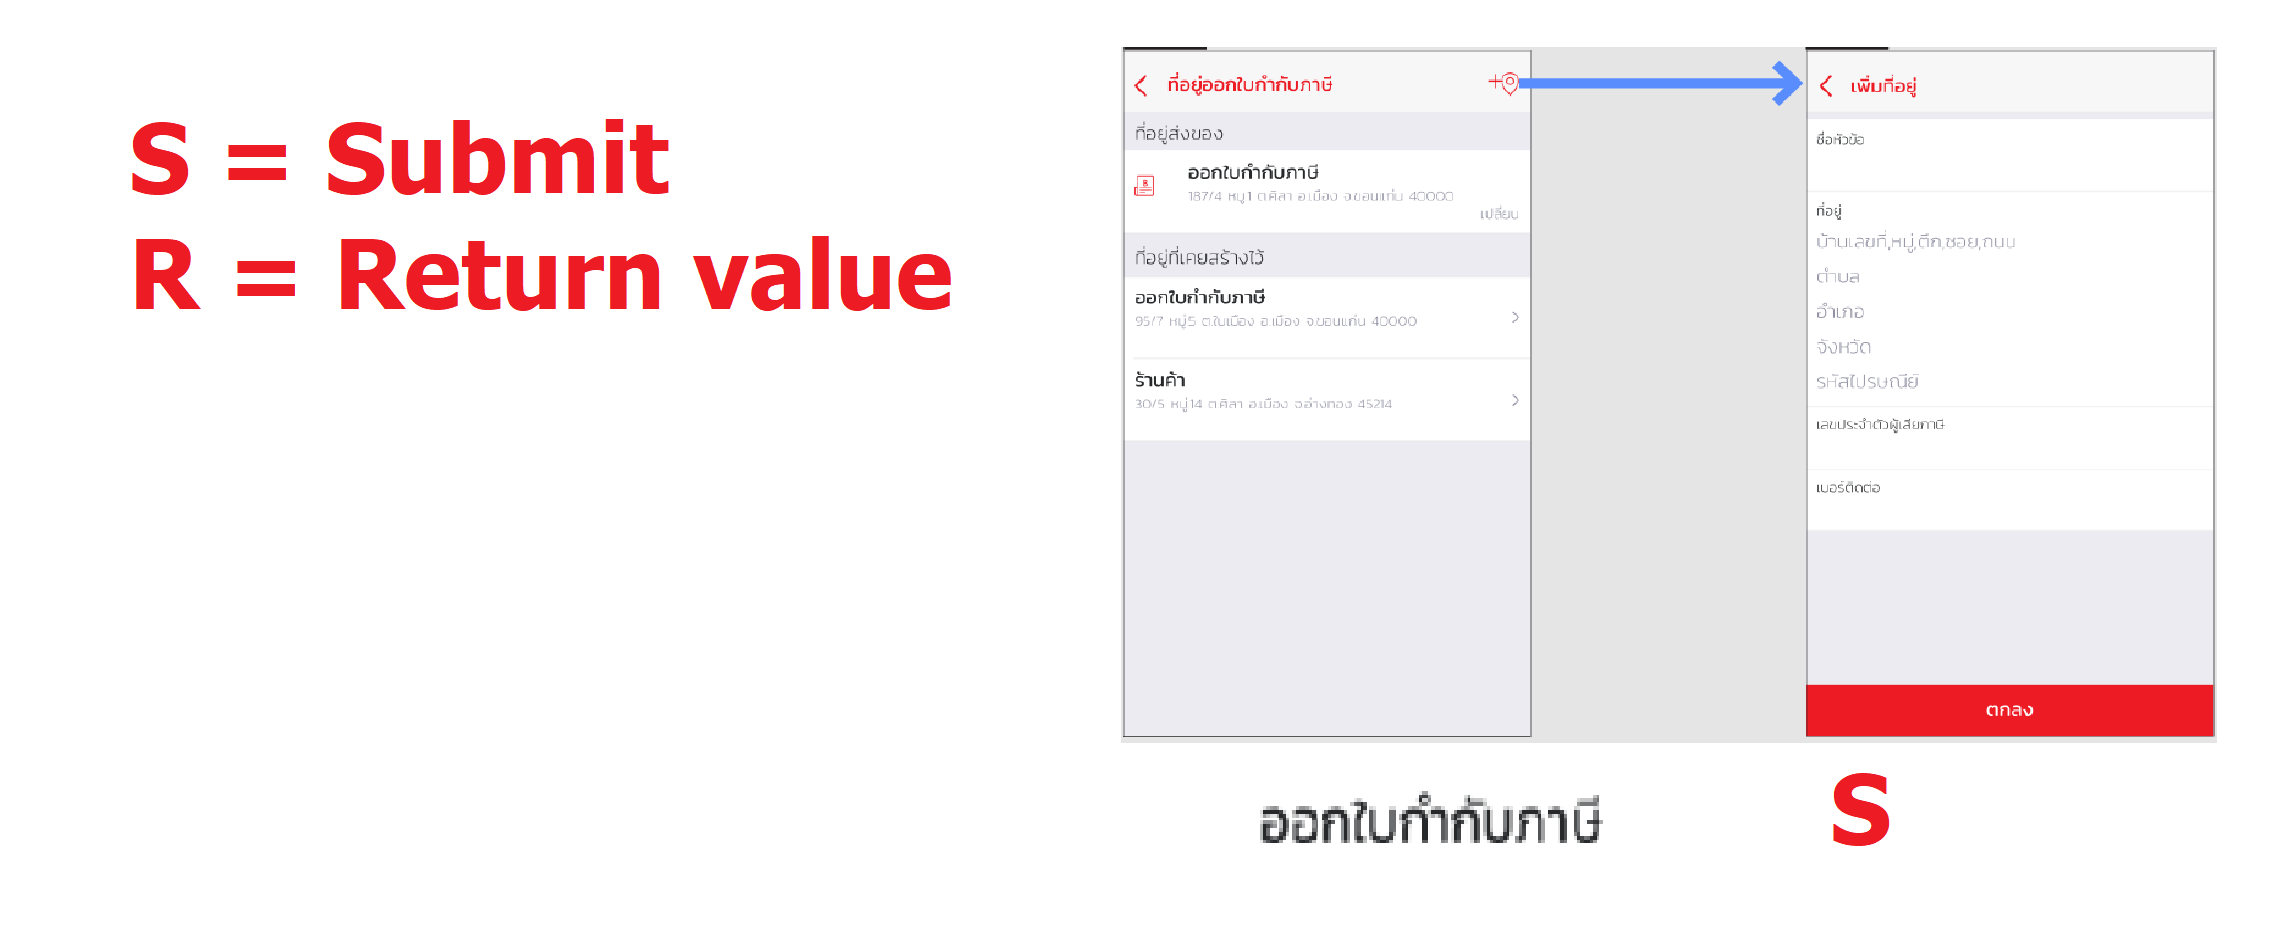 S = Submit
R = Return value
ที่อยู่ออกใบกำกับภาษี
ที่อยู่ส่งของ
ออกใบกำกับภาษี
187/4 หมู่1 ต.ศิลา อ.เมือง จ.ขอนแก่น 40000
เปลี่ยน
ที่อยู่ที่เคยสร้างไว้
ออกใบกำกับภาษี
95/7 หมู่5 ต.ในเมือง อ.เมือง จ.ขอนแก่น 40000
ร้านค้า
30/5 หมู่14 ต.ศิลา อ.เมือง จ.อ่างทอง 45214
เพิ่มที่อยู่
ชื่อหัวข้อ
ที่อยู่
บ้านเลขที่,หมู่,ตึก,ซอย,ถนน
ตำบล
อำเภอ
จังหวัด
รหัสไปรษณีย์
เลขประจำตัวผู้เสียภาษี
เบอร์ติดต่อ
ตกลง
ออกใบกำกับภาษี
S